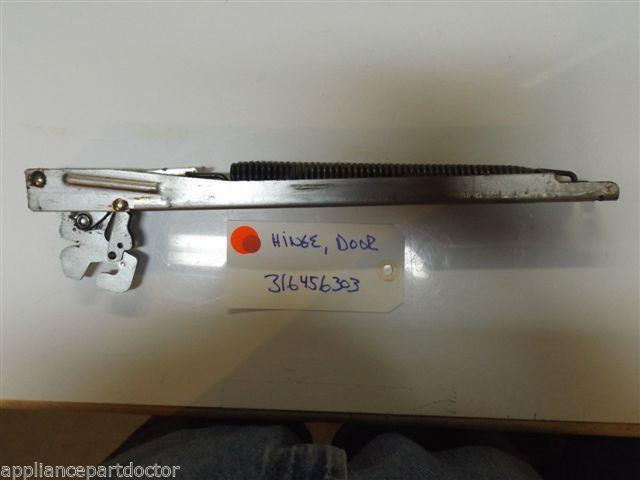 HINGE, DOOR
316456303
appliancepartdoctor